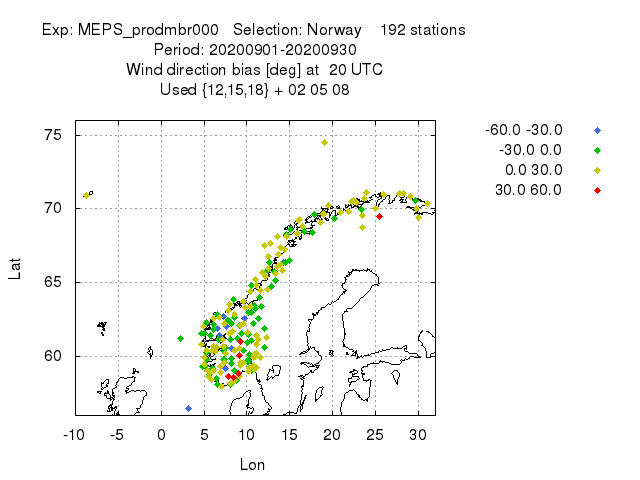 Exp: MEPS_prodmbr000 Selection: Norway 192 stations
Period: 20200901-20200930
Wind direction bias [deg] at 20 UTC
Used {12,15,18} + 02 05 08
-60.0 -30.0
-30.0 0.0
0.0 30.0
30.0 60.0
75
70
65
60
Lat
-10 -5 0 5 10 15 20 25 30
Lon